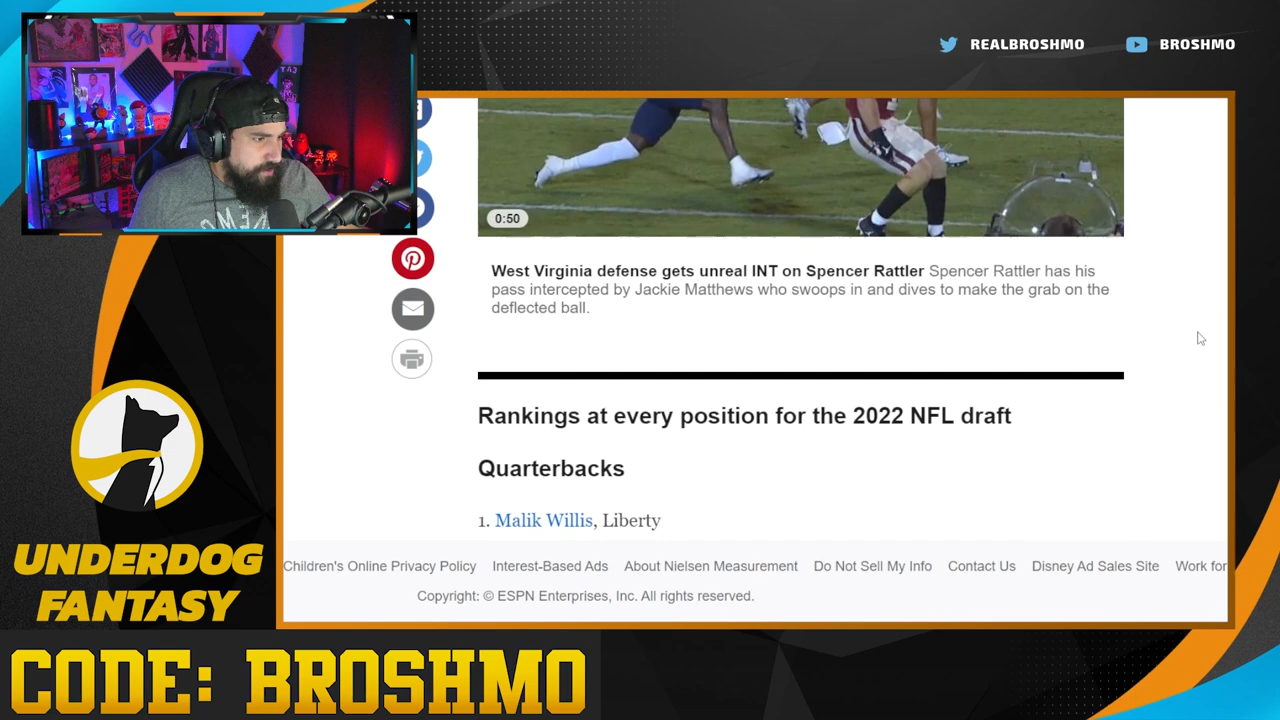 REALBROSHMO
BROSHMO
0:50
West Virginia defense gets unreal INT on Spencer Rattler Spencer Rattler has his
pass intercepted by Jackie Matthews who swoops in and dives to make the grab on the
deflected ball.
Rankings at every position for the 2022 NFL draft
Quarterbacks
1. Malik Willis, Liberty
Children's Online Privacy Policy Interest-Based Ads About Nielsen Measurement Do Not Sell My Info Contact Us Disney Ad Sales Site Work for
Copyright: © ESPN Enterprises, Inc. All rights reserved.
UNDERDOG
FANTASY
CODE: BROSHMO